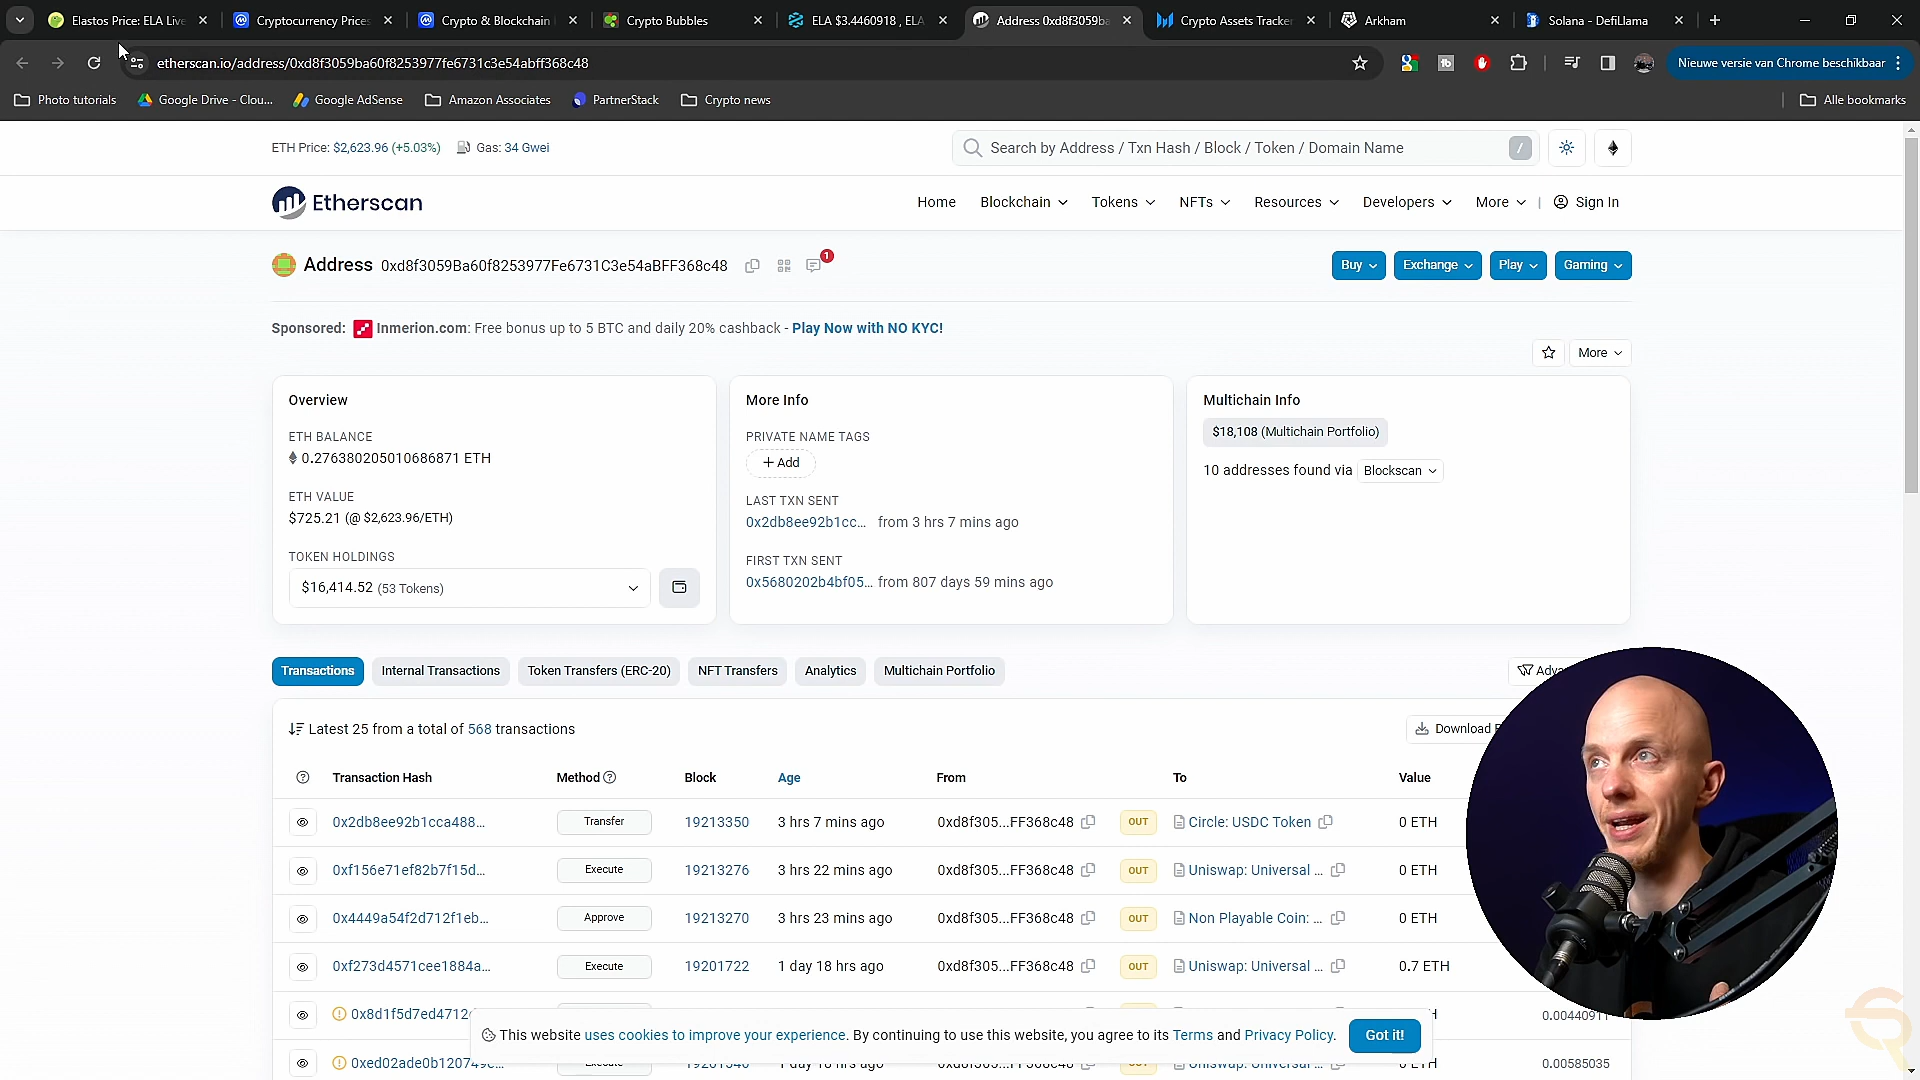 Elastos Price: ELA Live
Cryptocurrency Prices
Crypto & Blockchain
Crypto Bubbles
ELA $3.4460918 , ELA
Address 0xd8f3059ba
Crypto Assets Tracker
Arkham
Solana - DefiLlama
etherscan.io/address/0xd8f3059ba60f8253977fe6731c3e54abff368c48
Nieuwe versie van Chrome beschikbaar
Photo tutorials
Google Drive - Clou...
Google AdSense
Amazon Associates
PartnerStack
Crypto news
Alle bookmarks
ETH Price: $2,623.96 (+5.03%)
Gas: 34 Gwei
Search by Address / Txn Hash / Block / Token / Domain Name
/
Etherscan
Home
Blockchain
Tokens
NFTs
Resources
Developers
More
Sign In
Address 0xd8f3059Ba60f8253977Fe6731C3e54aBFF368c48
1
Buy
Exchange
Play
Gaming
Sponsored: Inmerion.com: Free bonus up to 5 BTC and daily 20% cashback - Play Now with NO KYC!
More
Overview
ETH BALANCE
0.276380205010686871 ETH
ETH VALUE
$725.21 (@ $2,623.96/ETH)
TOKEN HOLDINGS
$16,414.52 (53 Tokens)
More Info
PRIVATE NAME TAGS
+ Add
LAST TXN SENT
0x2db8ee92b1cc... from 3 hrs 7 mins ago
FIRST TXN SENT
0x5680202b4bf05... from 807 days 59 mins ago
Multichain Info
$18,108 (Multichain Portfolio)
10 addresses found via Blockscan
Transactions
Internal Transactions
Token Transfers (ERC-20)
NFT Transfers
Analytics
Multichain Portfolio
Latest 25 from a total of 568 transactions
Download
Transaction Hash Method Block Age From To Value
0x2db8ee92b1cca488... Transfer 19213350 3 hrs 7 mins ago 0xd8f305...FF368c48 OUT Circle: USDC Token 0 ETH
0xf156e71ef82b7f15d... Execute 19213276 3 hrs 22 mins ago 0xd8f305...FF368c48 OUT Uniswap: Universal ... 0 ETH
0x4449a54f2d712f1eb... Approve 19213270 3 hrs 23 mins ago 0xd8f305...FF368c48 OUT Non Playable Coin: ... 0 ETH
0xf273d4571cee1884a... Execute 19201722 1 day 18 hrs ago 0xd8f305...FF368c48 OUT Uniswap: Universal ... 0.7 ETH
0x8d1f5d7ed4712 0.00440911
This website uses cookies to improve your experience. By continuing to use this website, you agree to its Terms and Privacy Policy.
Got it!
0.00585035